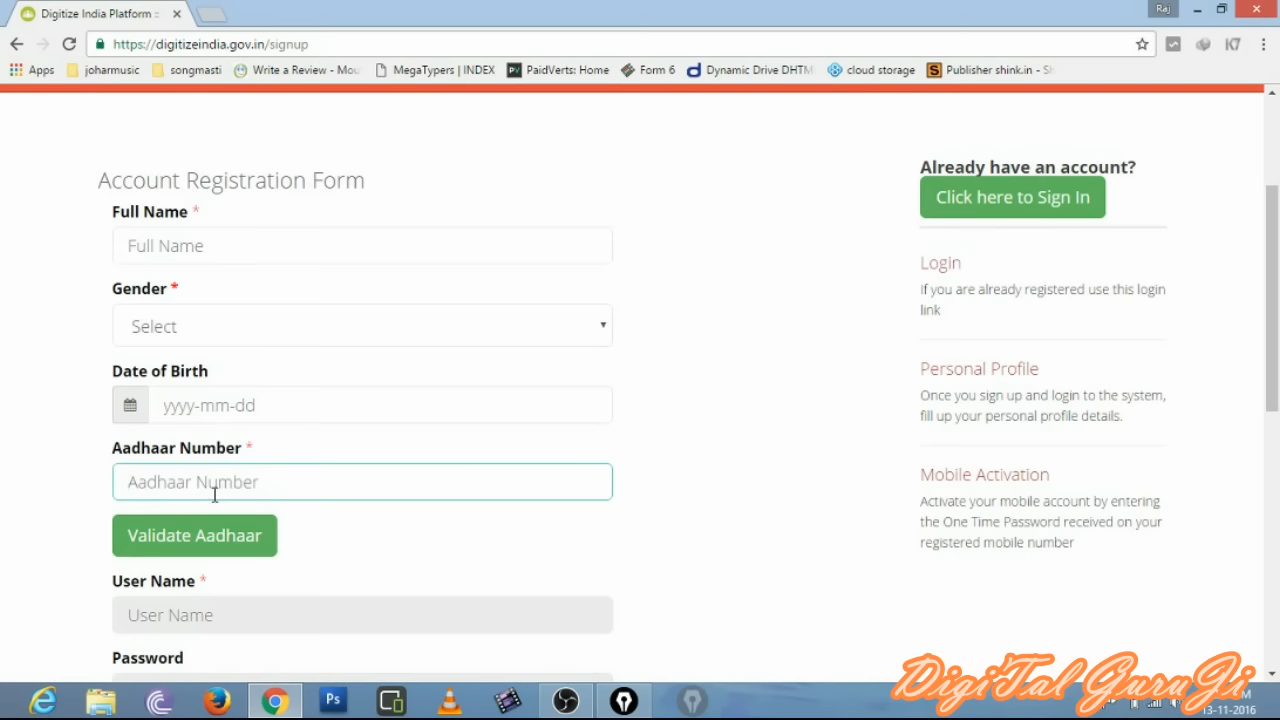 Digitize India Platform ::
Raj
https://digitizeindia.gov.in/signup
K7
Apps
joharmusic
songmasti
Write a Review - Mou
MegaTypers | INDEX
PaidVerts: Home
Form 6
Dynamic Drive DHTM
cloud storage
Publisher shink.in - Sh
Account Registration Form
Full Name *
Full Name
Gender *
Select
Date of Birth
yyyy-mm-dd
Aadhaar Number *
Aadhaar Number
Validate Aadhaar
User Name *
User Name
Password
Already have an account?
Click here to Sign In
Login
If you are already registered use this login
link
Personal Profile
Once you sign up and login to the system,
fill up your personal profile details.
Mobile Activation
Activate your mobile account by entering
the One Time Password received on your
registered mobile number
DigiTal GuruGi
Ps
13-11-2016